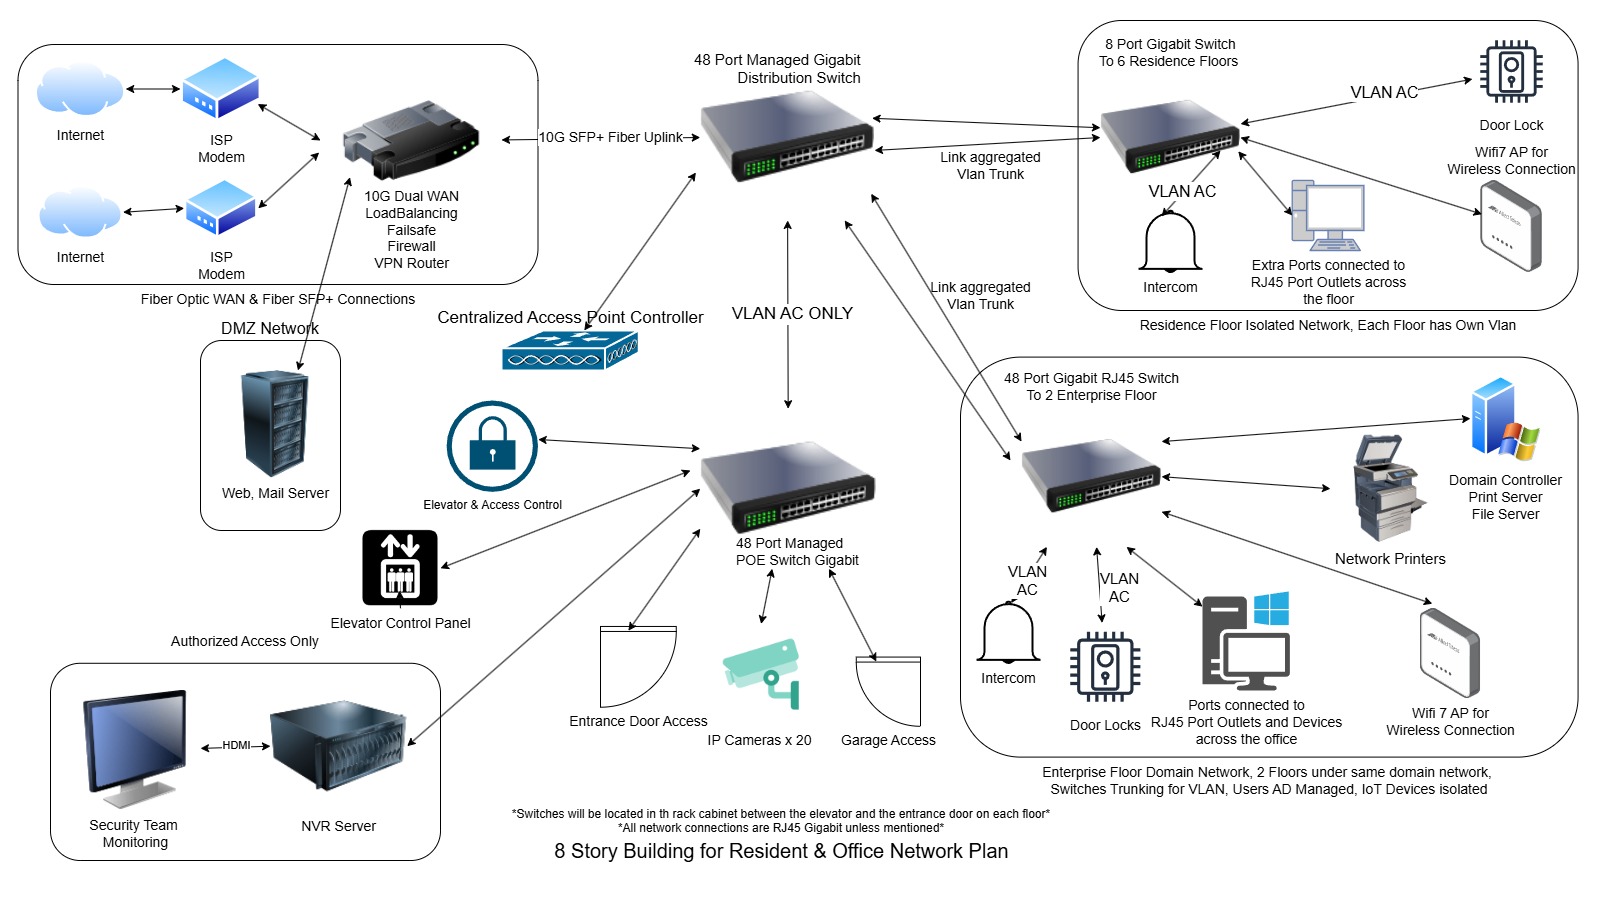 Internet
ISP
Modem
Internet
ISP
Modem
10G Dual WAN
LoadBalancing
Failsafe
Firewall
VPN Router
Fiber Optic WAN & Fiber SFP+ Connections
10G SFP+ Fiber Uplink
48 Port Managed Gigabit
Distribution Switch
Link aggregated
Vlan Trunk
8 Port Gigabit Switch
To 6 Residence Floors
VLAN AC
Door Lock
Wifi7 AP for
Wireless Connection
VLAN AC
Intercom
Extra Ports connected to
RJ45 Port Outlets across
the floor
Residence Floor Isolated Network, Each Floor has Own Vlan
DMZ Network
Web, Mail Server
Centralized Access Point Controller
VLAN AC ONLY
Link aggregated
Vlan Trunk
48 Port Gigabit RJ45 Switch
To 2 Enterprise Floor
Domain Controller
Print Server
File Server
Network Printers
VLAN
AC
VLAN
AC
Intercom
Door Locks
Ports connected to
RJ45 Port Outlets and Devices
across the office
Wifi 7 AP for
Wireless Connection
Enterprise Floor Domain Network, 2 Floors under same domain network,
Switches Trunking for VLAN, Users AD Managed, IoT Devices isolated
Elevator & Access Control
Elevator Control Panel
48 Port Managed
POE Switch Gigabit
Entrance Door Access
IP Cameras x 20
Garage Access
Authorized Access Only
HDMI
Security Team
Monitoring
NVR Server
*Switches will be located in th rack cabinet between the elevator and the entrance door on each floor*
*All network connections are RJ45 Gigabit unless mentioned*
8 Story Building for Resident & Office Network Plan